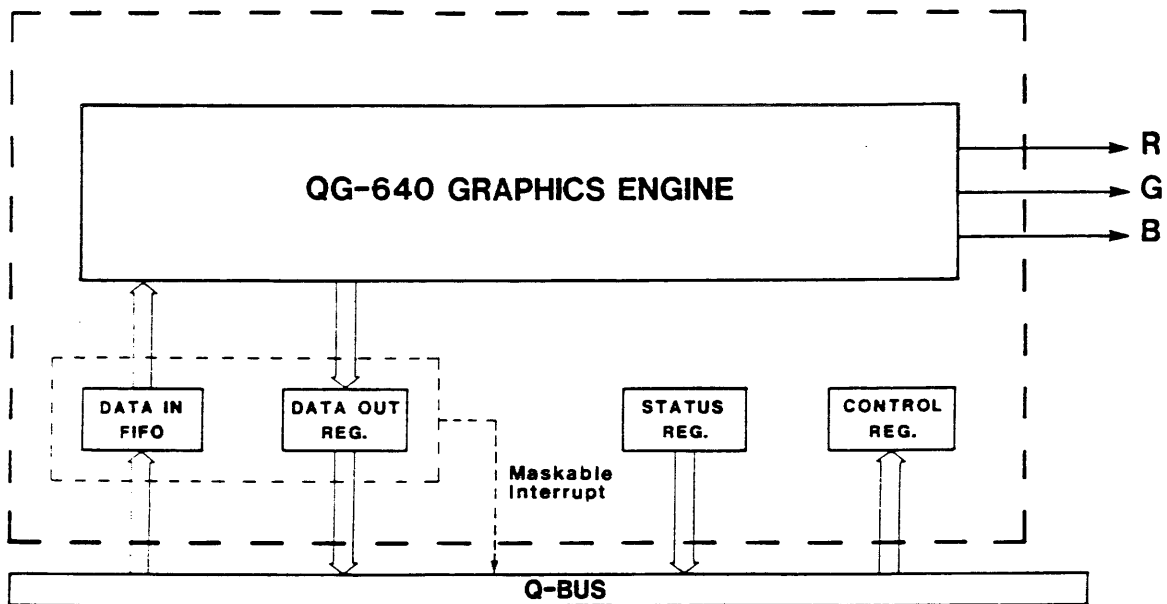 QG-640 GRAPHICS ENGINE
R
G
B
DATA IN
FIFO
DATA OUT
REG.
STATUS
REG.
CONTROL
REG.
Maskable
Interrupt
Q-BUS